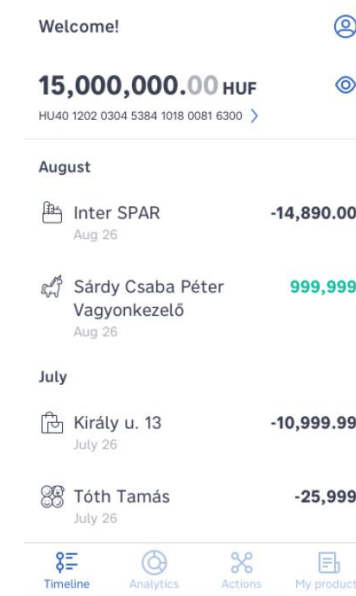 Welcome!
15,000,000.00 HUF
HU40 1202 0304 5384 1018 0081 6300
August
Inter SPAR -14,890.00
Aug 26
Sárdy Csaba Péter 999,999
Vagyonkezelő
Aug 26
July
Király u. 13 -10,999.99
July 26
Tóth Tamás -25,999
July 26
Timeline Analytics Actions My product